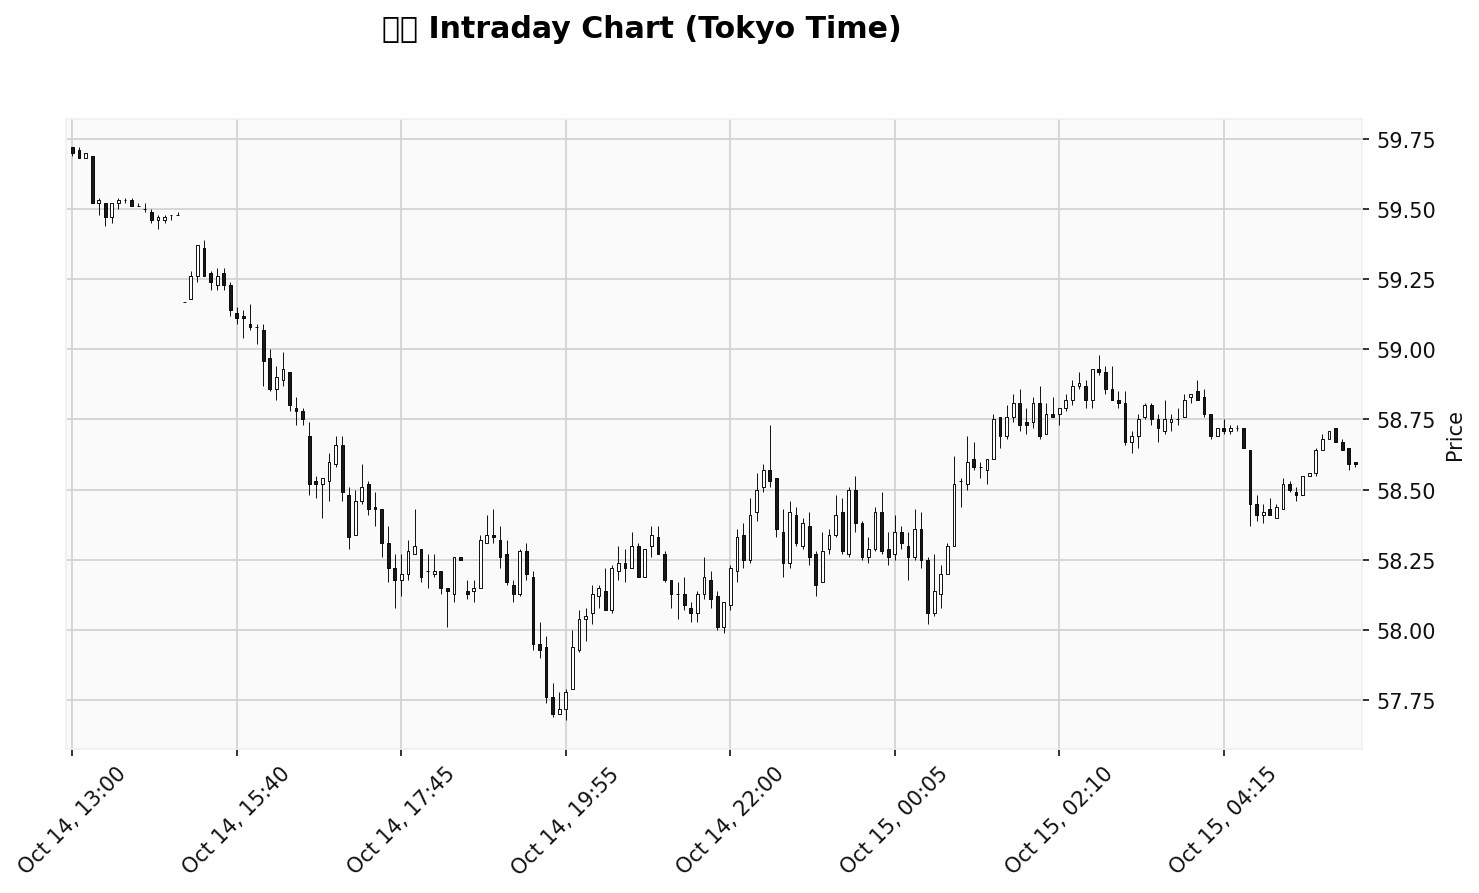 Intraday Chart (Tokyo Time)
59.75
59.50
59.25
59.00
58.75
58.50
58.25
58.00
57.75
Price
Oct 14, 13:00
Oct 14, 15:40
Oct 14, 17:45
Oct 14, 19:55
Oct 14, 22:00
Oct 15, 00:05
Oct 15, 02:10
Oct 15, 04:15